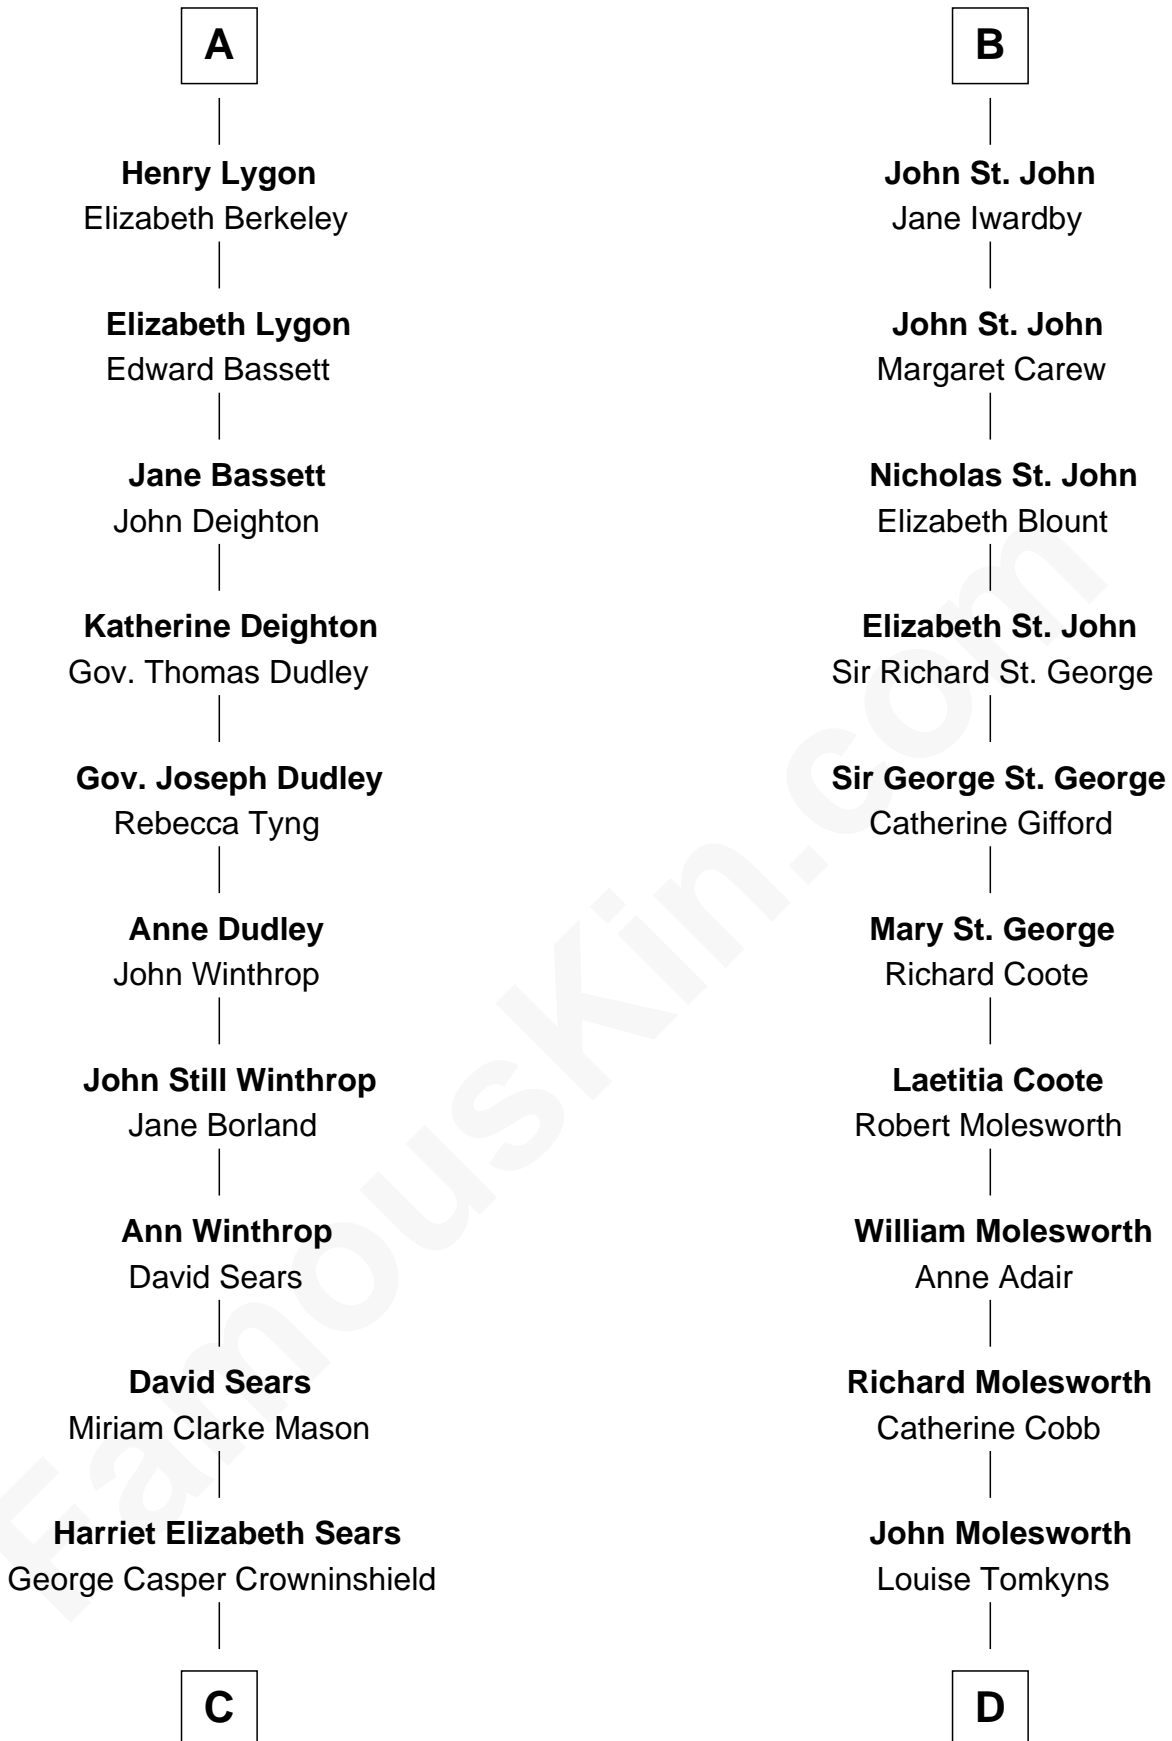 A
Henry Lygon
Elizabeth Berkeley
Elizabeth Lygon
Edward Bassett
Jane Bassett
John Deighton
Katherine Deighton
Gov. Thomas Dudley
Gov. Joseph Dudley
Rebecca Tyng
Anne Dudley
John Winthrop
John Still Winthrop
Jane Borland
Ann Winthrop
David Sears
David Sears
Miriam Clarke Mason
Harriet Elizabeth Sears
George Casper Crowninshield
C
B
John St. John
Jane Iwardby
John St. John
Margaret Carew
Nicholas St. John
Elizabeth Blount
Elizabeth St. John
Sir Richard St. George
Sir George St. George
Catherine Gifford
Mary St. George
Richard Coote
Laetitia Coote
Robert Molesworth
William Molesworth
Anne Adair
Richard Molesworth
Catherine Cobb
John Molesworth
Louise Tomkyns
D
FamousKin.com